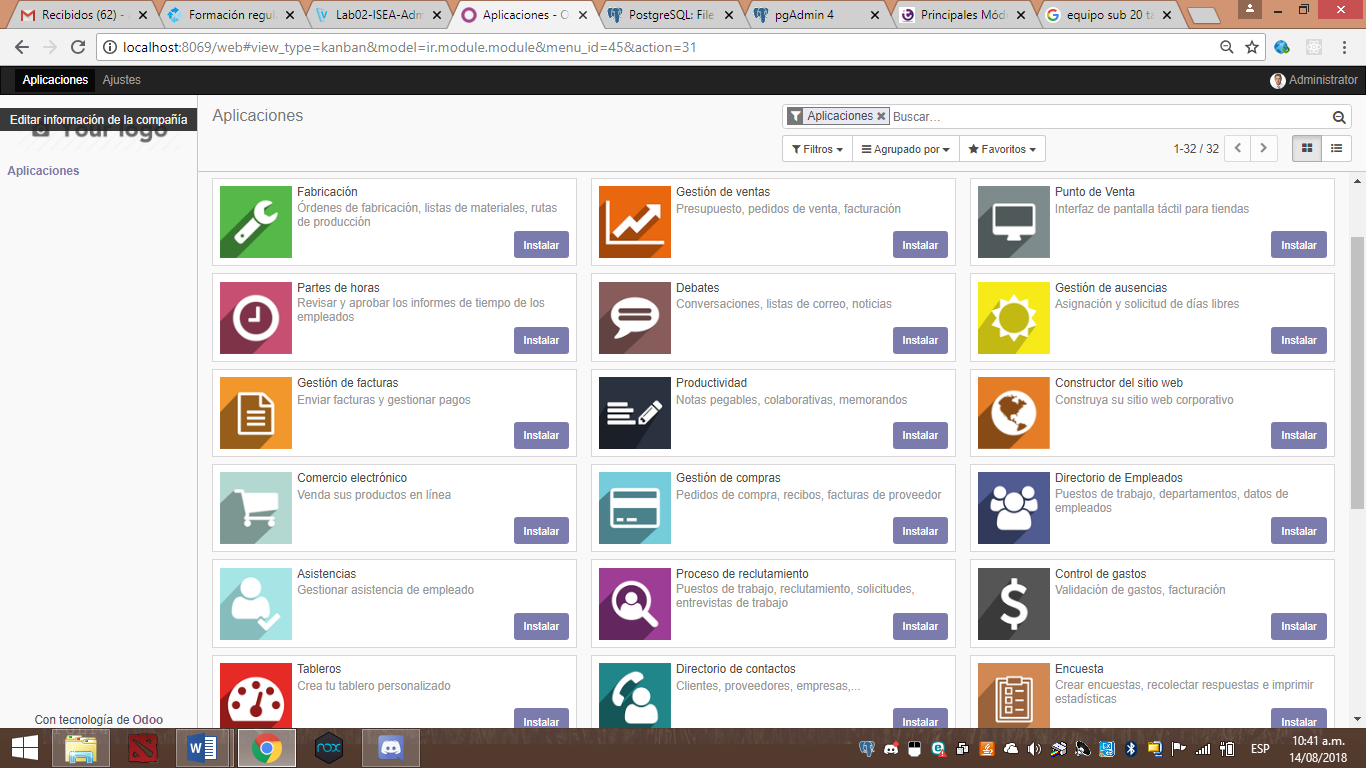 Recibidos (62) -
Formación regul
Lab02-ISEA-Adm
Aplicaciones - O
PostgreSQL: File
pgAdmin 4
Principales Mód
equipo sub 20 ta
localhost:8069/web#view_type=kanban&model=ir.module.module&menu_id=45&action=31
Aplicaciones
Ajustes
Administrator
Editar información de la compañía
Your logo
Aplicaciones
Aplicaciones
Aplicaciones
Buscar...
Filtros
Agrupado por
Favoritos
1-32 / 32
Fabricación
Órdenes de fabricación, listas de materiales, rutas
de producción
Instalar
Gestión de ventas
Presupuesto, pedidos de venta, facturación
Instalar
Punto de Venta
Interfaz de pantalla táctil para tiendas
Instalar
Partes de horas
Revisar y aprobar los informes de tiempo de los
empleados
Instalar
Debates
Conversaciones, listas de correo, noticias
Instalar
Gestión de ausencias
Asignación y solicitud de días libres
Instalar
Gestión de facturas
Enviar facturas y gestionar pagos
Instalar
Productividad
Notas pegables, colaborativas, memorandos
Instalar
Constructor del sitio web
Construya su sitio web corporativo
Instalar
Comercio electrónico
Venda sus productos en línea
Instalar
Gestión de compras
Pedidos de compra, recibos, facturas de proveedor
Instalar
Directorio de Empleados
Puestos de trabajo, departamentos, datos de
empleados
Instalar
Asistencias
Gestionar asistencia de empleado
Instalar
Proceso de reclutamiento
Puestos de trabajo, reclutamiento, solicitudes,
entrevistas de trabajo
Instalar
Control de gastos
Validación de gastos, facturación
Instalar
Tableros
Crea tu tablero personalizado
Instalar
Directorio de contactos
Clientes, proveedores, empresas,...
Instalar
Encuesta
Crear encuestas, recolectar respuestas e imprimir
estadísticas
Instalar
Con tecnología de Odoo
nox
ESP
10:41 a.m.
14/08/2018